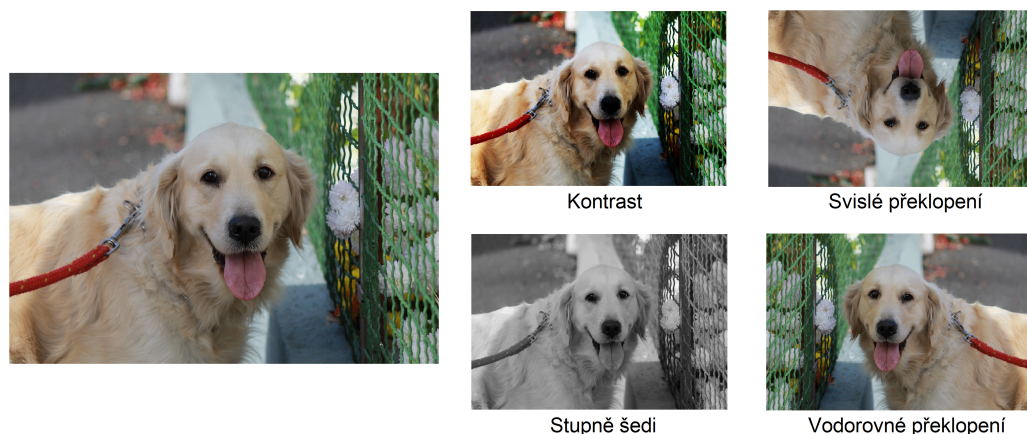 Kontrast
Svislé překlopení
Stupně šedi
Vodorovné překlopení